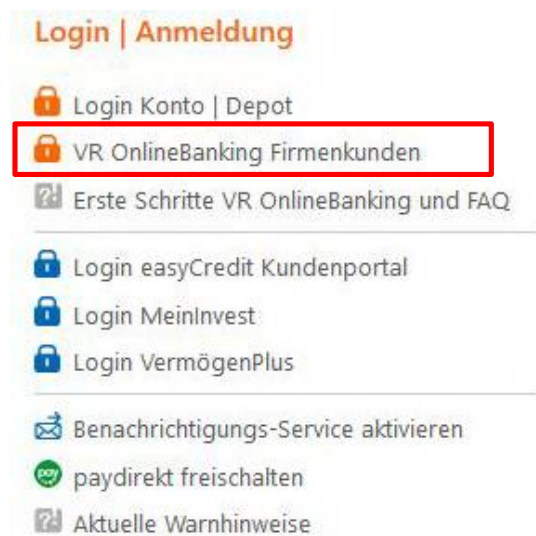 Login | Anmeldung
Login Konto | Depot
VR OnlineBanking Firmenkunden
Erste Schritte VR OnlineBanking und FAQ
Login easyCredit Kundenportal
Login MeinInvest
Login VermögenPlus
Benachrichtigungs-Service aktivieren
pay paydirekt freischalten
Aktuelle Warnhinweise